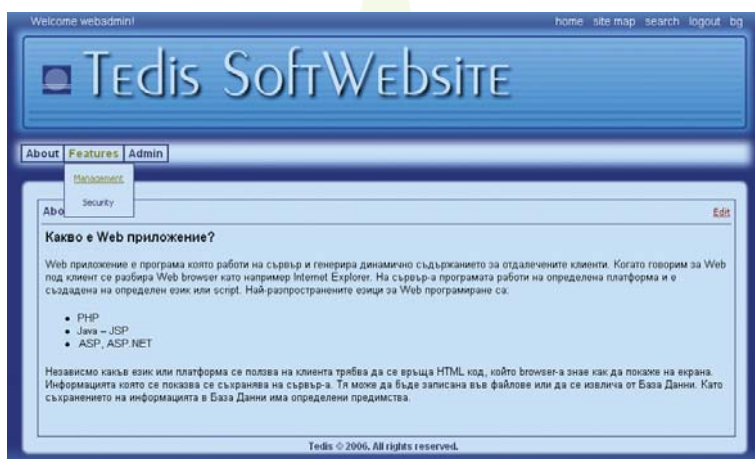 Welcome webadmin! home site map search logout bg
Tedis SoftWebsite
About Features Admin
Management
Security
Abo Edit
Какво е Web приложение?
Web приложение е програма която работи на сървър и генерира динамично съдържанието за отдалечените клиенти. Когато говорим за Web
под клиент се разбира Web browser като например Internet Explorer. На сървър-а програмата работи на определена платформа и е
създадена на определен език или script. Най-разпространените езици за Web програмиране са:
• PHP
• Java – JSP
• ASP, ASP.NET
Независмо какъв език или платформа се ползва на клиента трябва да се връща HTML код, който browser-а знае как да покаже на екрана.
Информацията която се показва се съхранява на сървър-а. Тя може да бъде записана във файлове или да се извлича от База Данни. Като
съхранението на информацията в База Данни има определени предимства.
Tedis © 2006. All rights reserved.